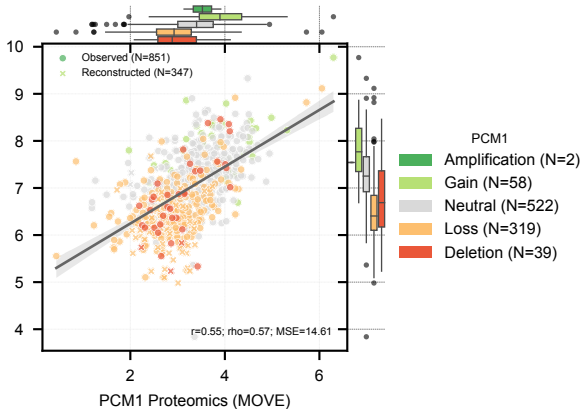 10
9
8
7
6
5
4
Observed (N=851)
Reconstructed (N=347)
r=0.55; rho=0.57; MSE=14.61
2
4
6
PCM1 Proteomics (MOVE)
PCM1
Amplification (N=2)
Gain (N=58)
Neutral (N=522)
Loss (N=319)
Deletion (N=39)